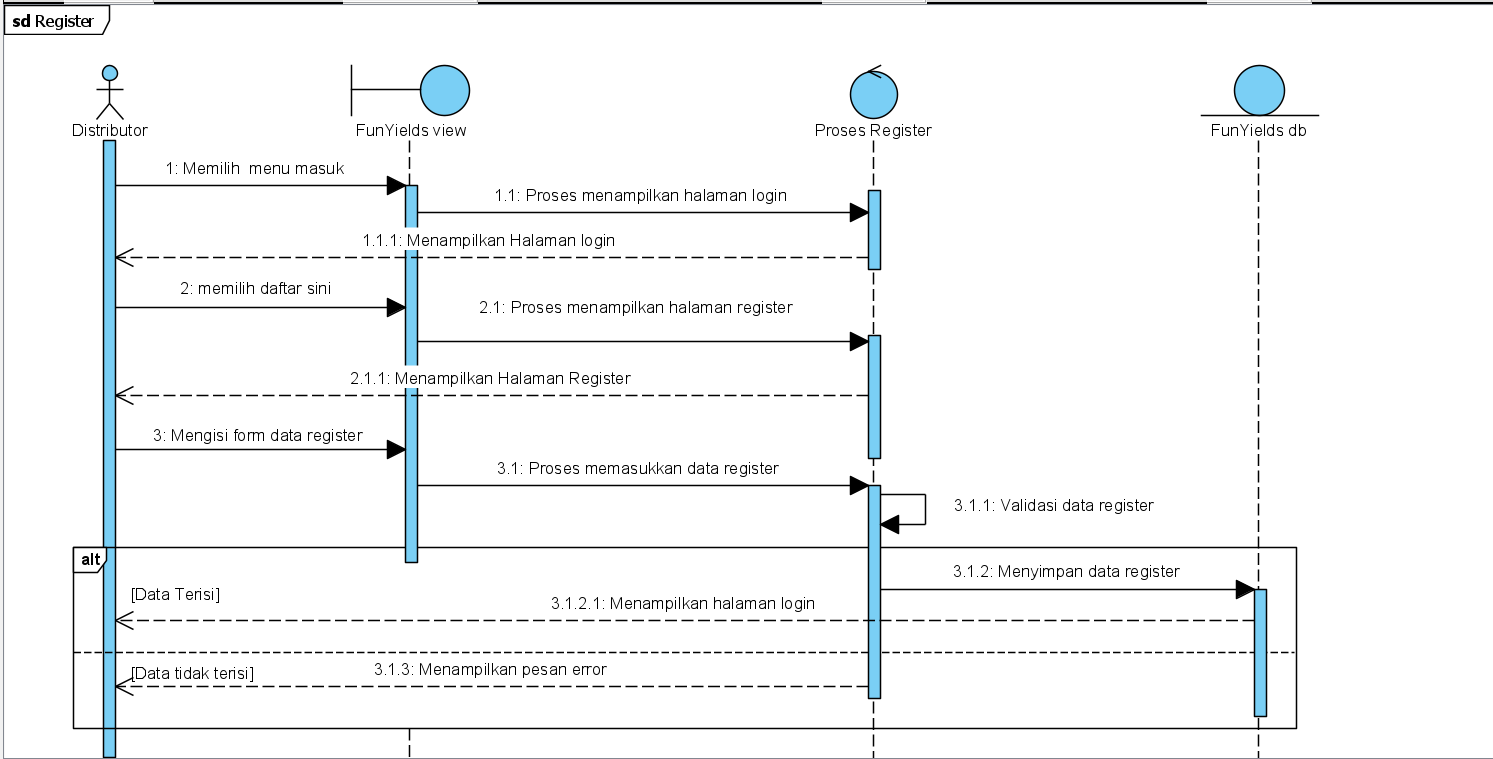 sd Register
Distributor
FunYields view
Proses Register
FunYields db
1: Memilih menu masuk
1.1: Proses menampilkan halaman login
1.1.1: Menampilkan Halaman login
2: memilih daftar sini
2.1: Proses menampilkan halaman register
2.1.1: Menampilkan Halaman Register
3: Mengisi form data register
3.1: Proses memasukkan data register
3.1.1: Validasi data register
alt
3.1.2: Menyimpan data register
[Data Terisi]
3.1.2.1: Menampilkan halaman login
[Data tidak terisi]
3.1.3: Menampilkan pesan error